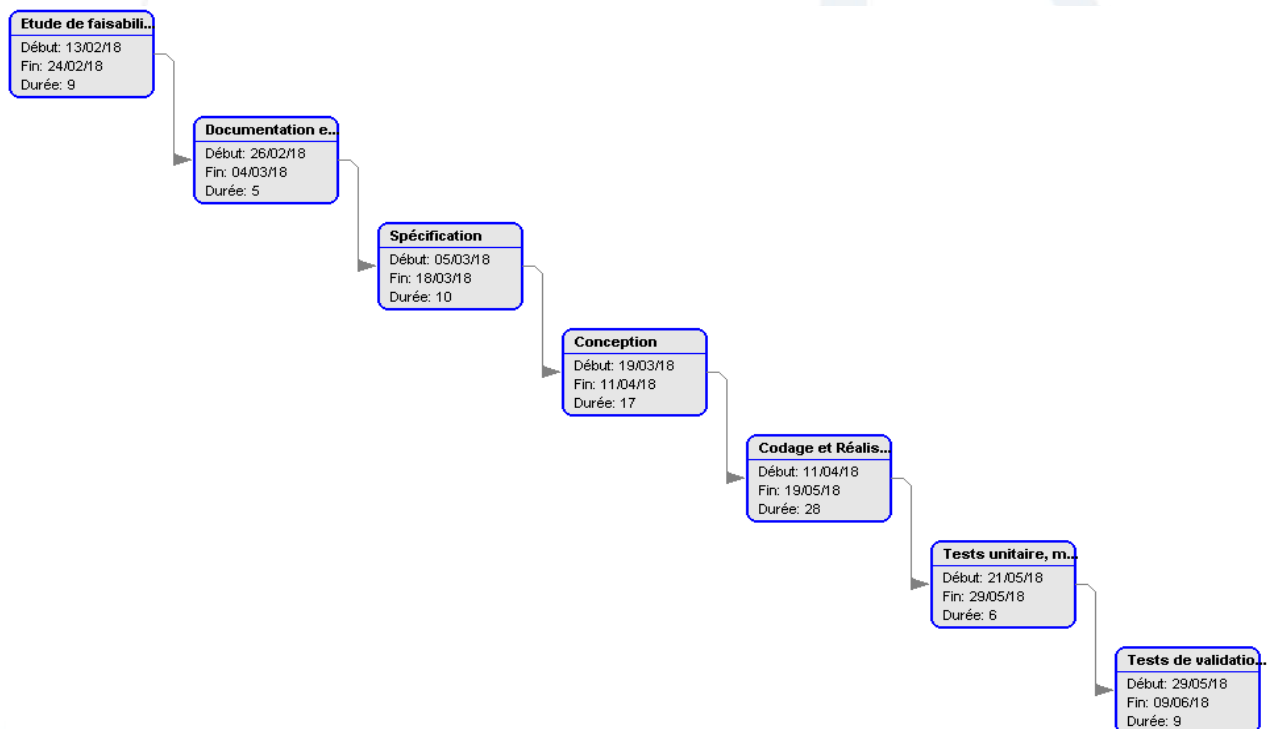 Etude de faisabili...
Début: 13/02/18
Fin: 24/02/18
Durée: 9
Documentation e...
Début: 26/02/18
Fin: 04/03/18
Durée: 5
Spécification
Début: 05/03/18
Fin: 18/03/18
Durée: 10
Conception
Début: 19/03/18
Fin: 11/04/18
Durée: 17
Codage et Réalis...
Début: 11/04/18
Fin: 19/05/18
Durée: 28
Tests unitaire, m...
Début: 21/05/18
Fin: 29/05/18
Durée: 6
Tests de validatio...
Début: 29/05/18
Fin: 09/06/18
Durée: 9